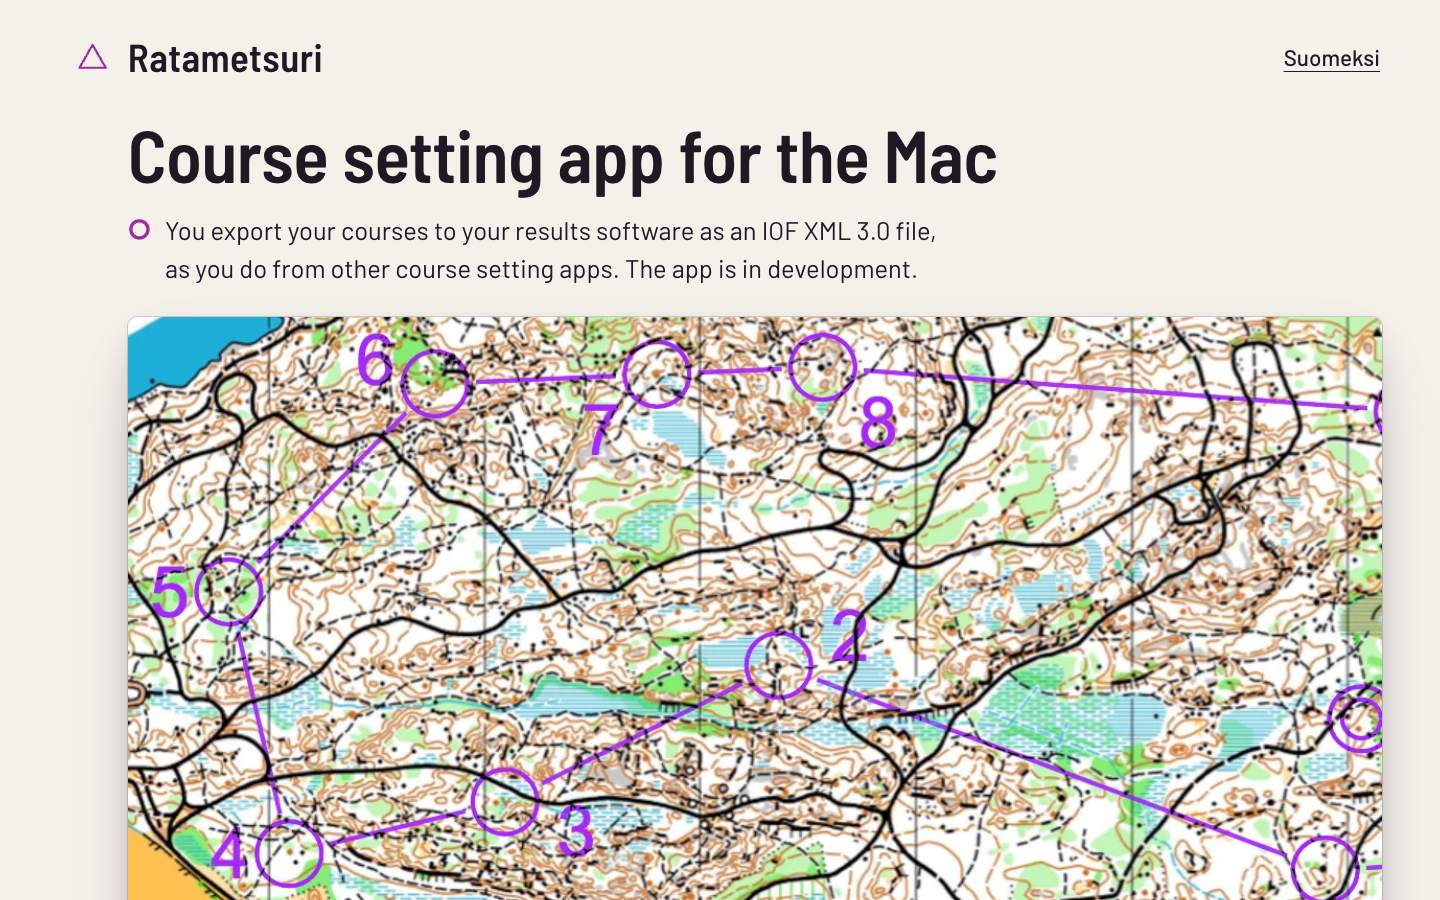 Ratametsuri
Suomeksi
Course setting app for the Mac
You export your courses to your results software as an IOF XML 3.0 file,
as you do from other course setting apps. The app is in development.
6
7
8
5
2
3
4